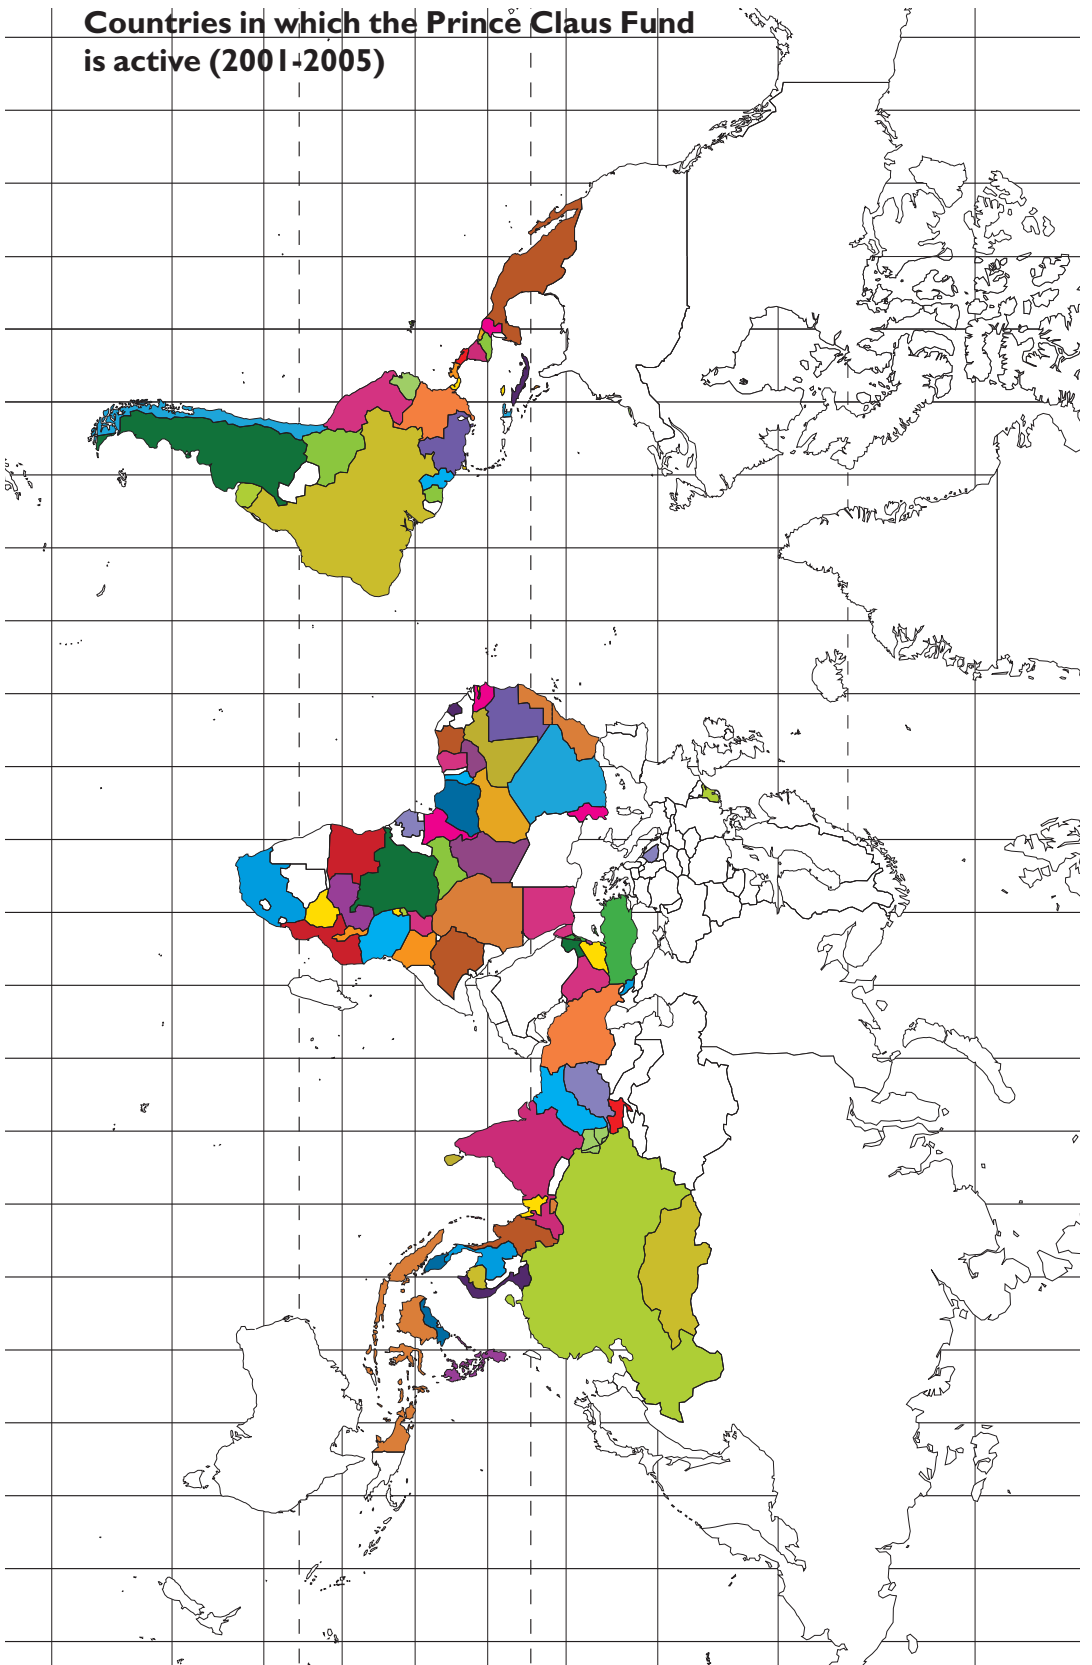 Countries in which the Prince Claus Fund
is active (2001-2005)